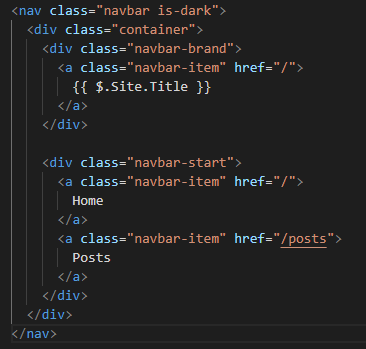 <nav class="navbar is-dark">
  <div class="container">
    <div class="navbar-brand">
      <a class="navbar-item" href="/">
        {{ $.Site.Title }}
      </a>
    </div>

    <div class="navbar-start">
      <a class="navbar-item" href="/">
        Home
      </a>
      <a class="navbar-item" href="/posts">
        Posts
      </a>
    </div>
  </div>
</nav>